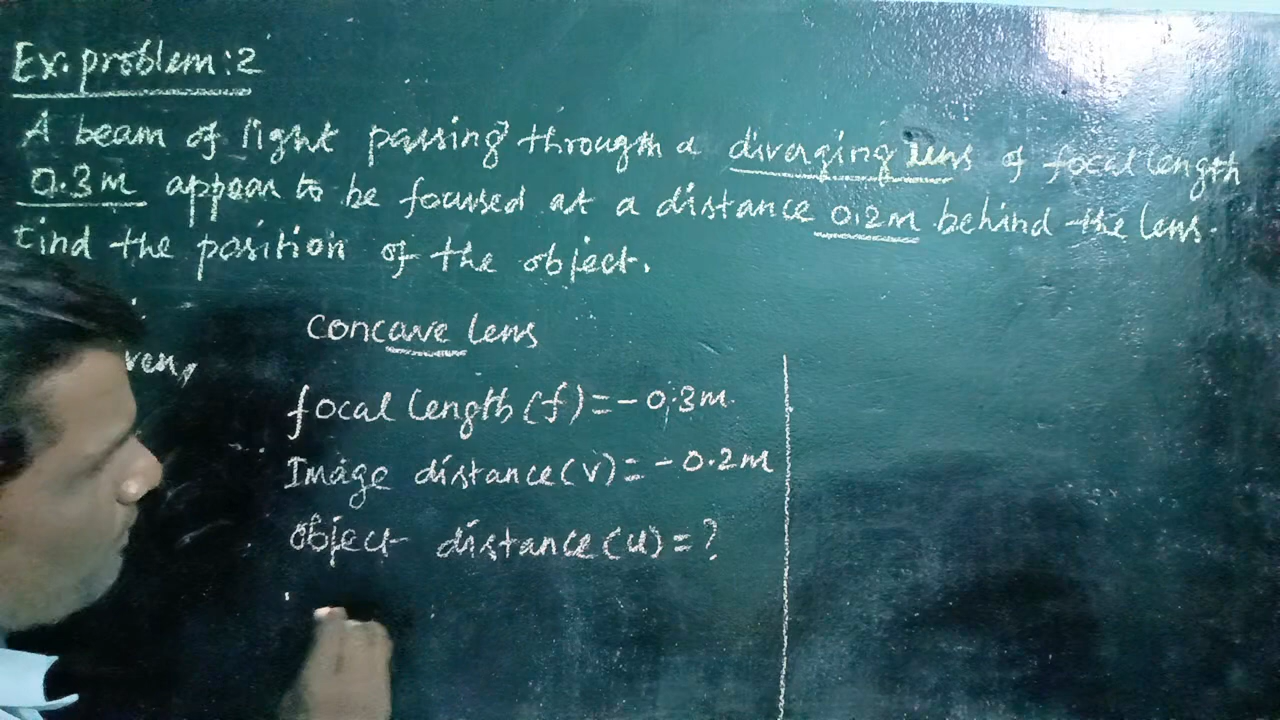 Ex. problem: 2
A beam of light passing through a diverging lens of focal length
0.3m appear to be focused at a distance 0.2m behind the lens.
Find the position of the object.
Concave lens
ven,
focal length (f) = - 0.3m.
Image distance (v) = - 0.2m
object distance (u) = ?